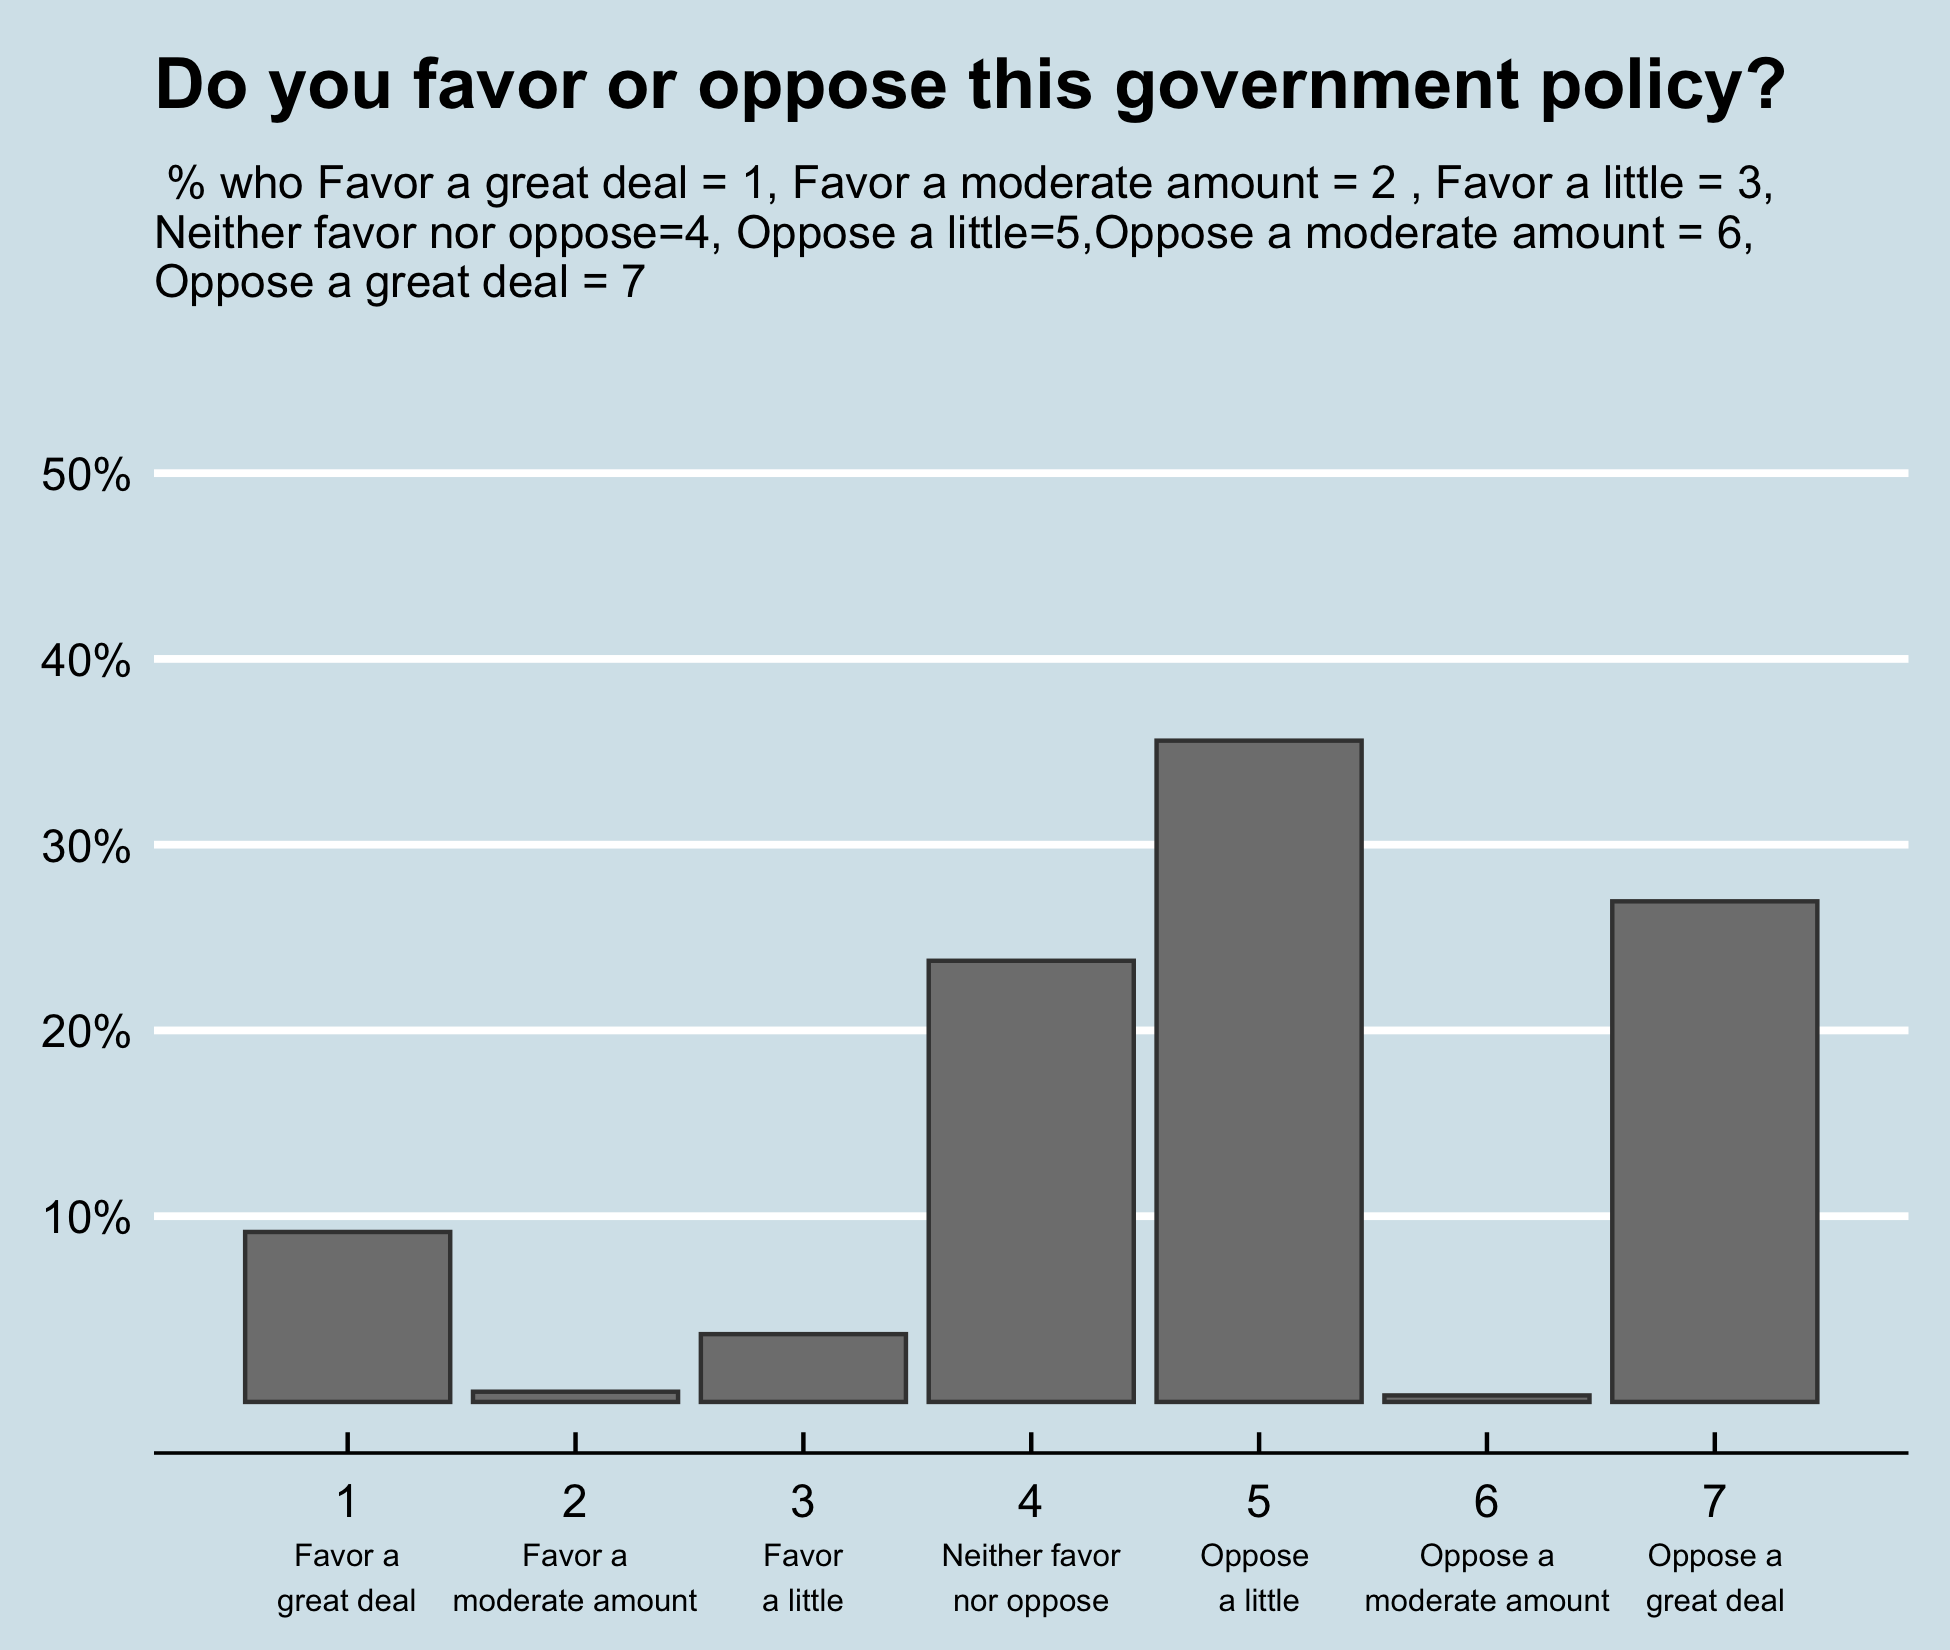 Do you favor or oppose this government policy?
% who Favor a great deal = 1, Favor a moderate amount = 2 , Favor a little = 3,
Neither favor nor oppose=4, Oppose a little=5,Oppose a moderate amount = 6,
Oppose a great deal = 7
50%
40%
30%
20%
10%
1 2 3 4 5 6 7
Favor a Favor a Favor Neither favor Oppose Oppose a Oppose a
great deal moderate amount a little nor oppose a little moderate amount great deal